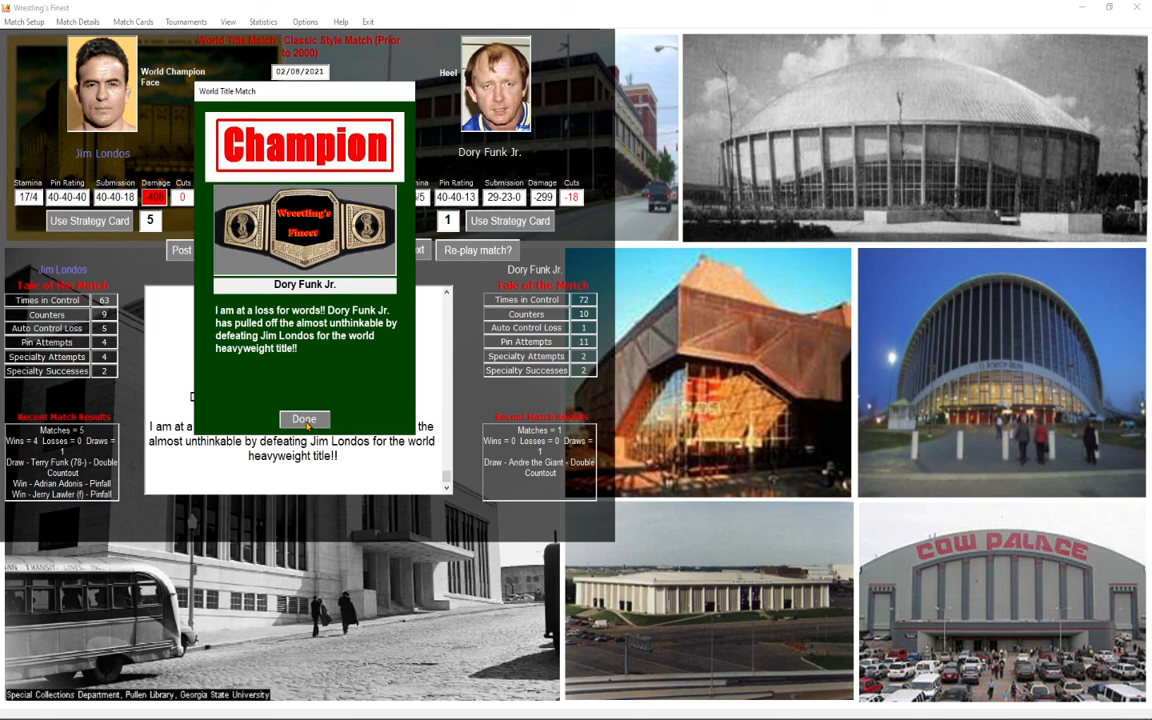 Wrestling's Finest
Match Setup Match Details Match Cards Tournaments View Statistics Options Help Exit
World Title Match - Classic Style Match (Prior
to 2000)
World Champion
Face
02/08/2021
Heel
Jim Londos
Dory Funk Jr.
Stamina Pin Rating Submission Damage Cuts
17/4 40-40-40 40-40-18 -408 0
Use Strategy Card 5
Pin Rating Submission Damage Cuts
40-40-13 29-23-0 -299 -18
1 Use Strategy Card
Post
Re-play match?
World Title Match
Champion
Wrestling's
Finest
Dory Funk Jr.
I am at a loss for words!! Dory Funk Jr.
has pulled off the almost unthinkable by
defeating Jim Londos for the world
heavyweight title!!
Done
Jim Londos
Tale of the Match
Times in Control 63
Counters 9
Auto Control Loss 5
Pin Attempts 4
Specialty Attempts 4
Specialty Successes 2
Recent Match Results
Matches = 5
Wins = 4 Losses = 0 Draws =
1
Draw - Terry Funk (78-) - Double
Countout
Win - Adrian Adonis - Pinfall
Win - Jerry Lawler (f) - Pinfall
I am at a the
almost unthinkable by defeating Jim Londos for the world
heavyweight title!!
Dory Funk Jr.
Tale of the Match
Times in Control 72
Counters 10
Auto Control Loss 1
Pin Attempts 11
Specialty Attempts 2
Specialty Successes 2
Recent Match Results
Matches = 1
Wins = 0 Losses = 0 Draws =
1
Draw - Andre the Giant - Double
Countout
COW PALACE
Special Collections Department, Pullen Library, Georgia State University